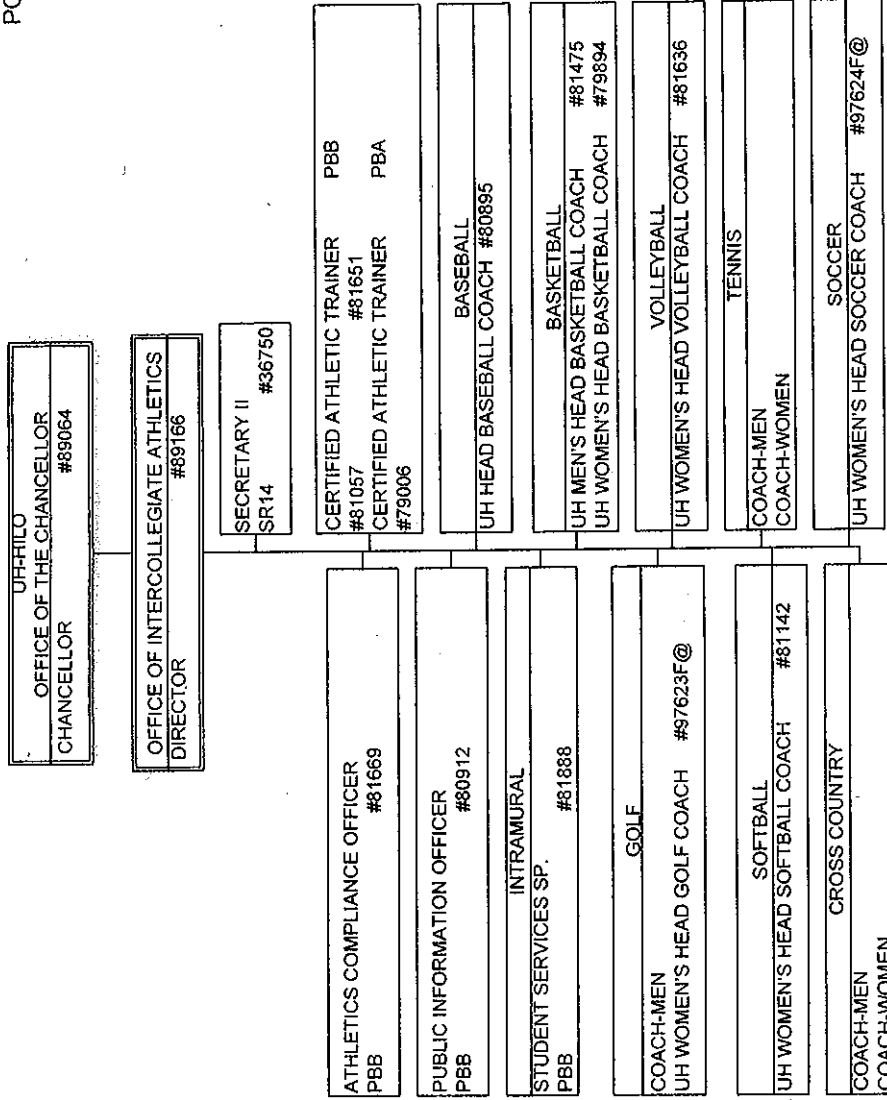 PO
UH-HILO
OFFICE OF THE CHANCELLOR
CHANCELLOR #89064
OFFICE OF INTERCOLLEGIATE ATHLETICS
DIRECTOR #89166
SECRETARY II
SR14 #36750
ATHLETICS COMPLIANCE OFFICER
PBB #81669
PUBLIC INFORMATION OFFICER
PBB #80912
INTRAMURAL
STUDENT SERVICES SP.
PBB #81888
GOLF
COACH-MEN
UH WOMEN'S HEAD GOLF COACH #97623F@
SOFTBALL
UH WOMEN'S HEAD SOFTBALL COACH #81142
CROSS COUNTRY
COACH-MEN
COACH-WOMEN
CERTIFIED ATHLETIC TRAINER PBB
#81057 #81651
CERTIFIED ATHLETIC TRAINER PBA
#79006
BASEBALL
UH HEAD BASEBALL COACH #80895
BASKETBALL
UH MEN'S HEAD BASKETBALL COACH #81475
UH WOMEN'S HEAD BASKETBALL COACH #79894
VOLLEYBALL
UH WOMEN'S HEAD VOLLEYBALL COACH #81636
TENNIS
COACH-MEN
COACH-WOMEN
SOCCER
UH WOMEN'S HEAD SOCCER COACH #97624F@